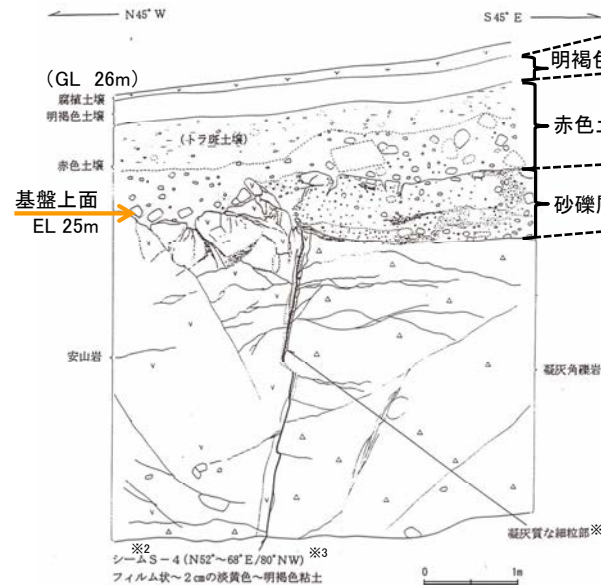 N45°W
S45°E
(GL 26m)
腐植土壌
明褐色土壌
(トラ斑土壌)
赤色土壌
基盤上面
EL 25m
明褐色
赤色土
砂礫層
安山岩
凝灰角礫岩
凝灰質な細粒部※
※2
※3
シームS-4 (N52°～68°E/80°NW)
フィルム状～2㎝の淡黄色～明褐色粘土
0
1m